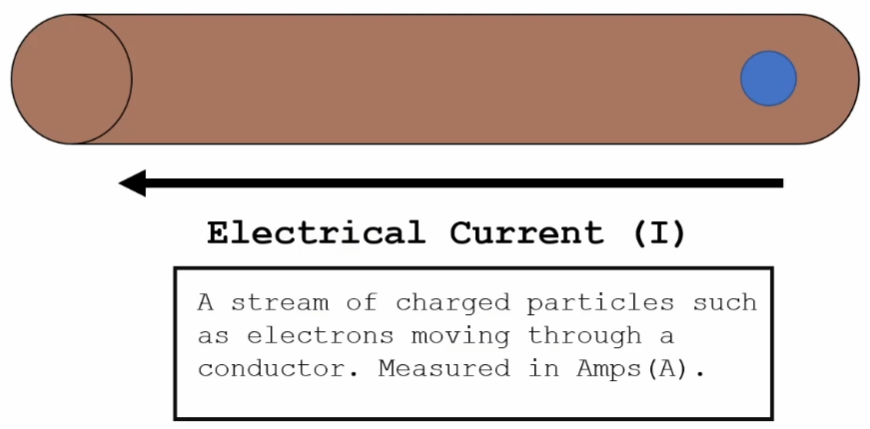 Electrical Current (I)
A stream of charged particles such
as electrons moving through a
conductor. Measured in Amps(A).